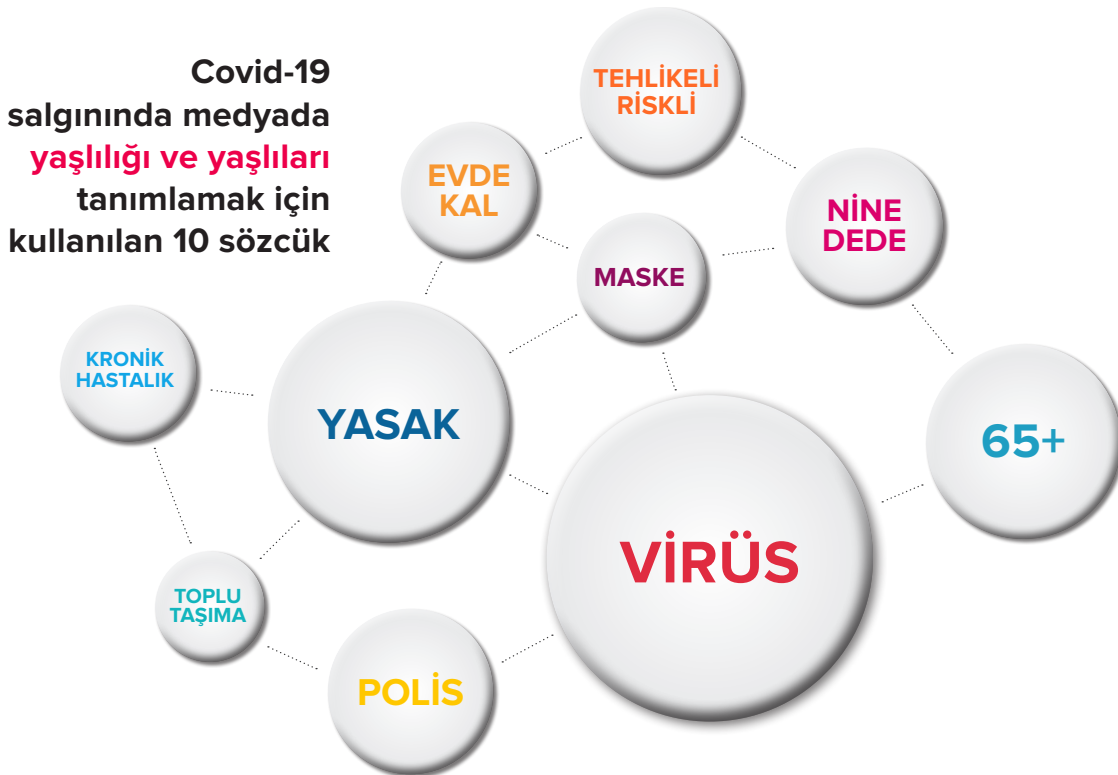 Covid-19
salgınında medyada
yaşlılığı ve yaşlıları
tanımlamak için
kullanılan 10 sözcük
TEHLİKELİ
RİSKLİ
EVDE
KAL
NİNE
DEDE
MASKE
KRONİK
HASTALIK
YASAK
65+
VİRÜS
TOPLU
TAŞIMA
POLİS